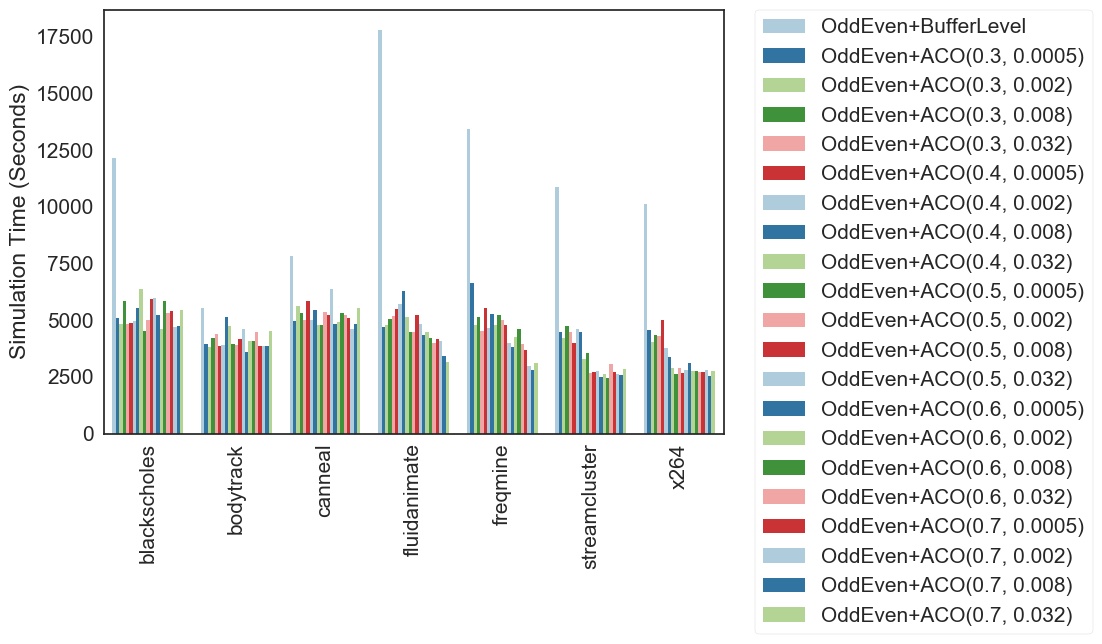 Simulation Time (Seconds)
17500
15000
12500
10000
7500
5000
2500
0
blackscholes
bodytrack
canneal
fluidanimate
freqmine
streamcluster
x264
OddEven+BufferLevel
OddEven+ACO(0.3, 0.0005)
OddEven+ACO(0.3, 0.002)
OddEven+ACO(0.3, 0.008)
OddEven+ACO(0.3, 0.032)
OddEven+ACO(0.4, 0.0005)
OddEven+ACO(0.4, 0.002)
OddEven+ACO(0.4, 0.008)
OddEven+ACO(0.4, 0.032)
OddEven+ACO(0.5, 0.0005)
OddEven+ACO(0.5, 0.002)
OddEven+ACO(0.5, 0.008)
OddEven+ACO(0.5, 0.032)
OddEven+ACO(0.6, 0.0005)
OddEven+ACO(0.6, 0.002)
OddEven+ACO(0.6, 0.008)
OddEven+ACO(0.6, 0.032)
OddEven+ACO(0.7, 0.0005)
OddEven+ACO(0.7, 0.002)
OddEven+ACO(0.7, 0.008)
OddEven+ACO(0.7, 0.032)